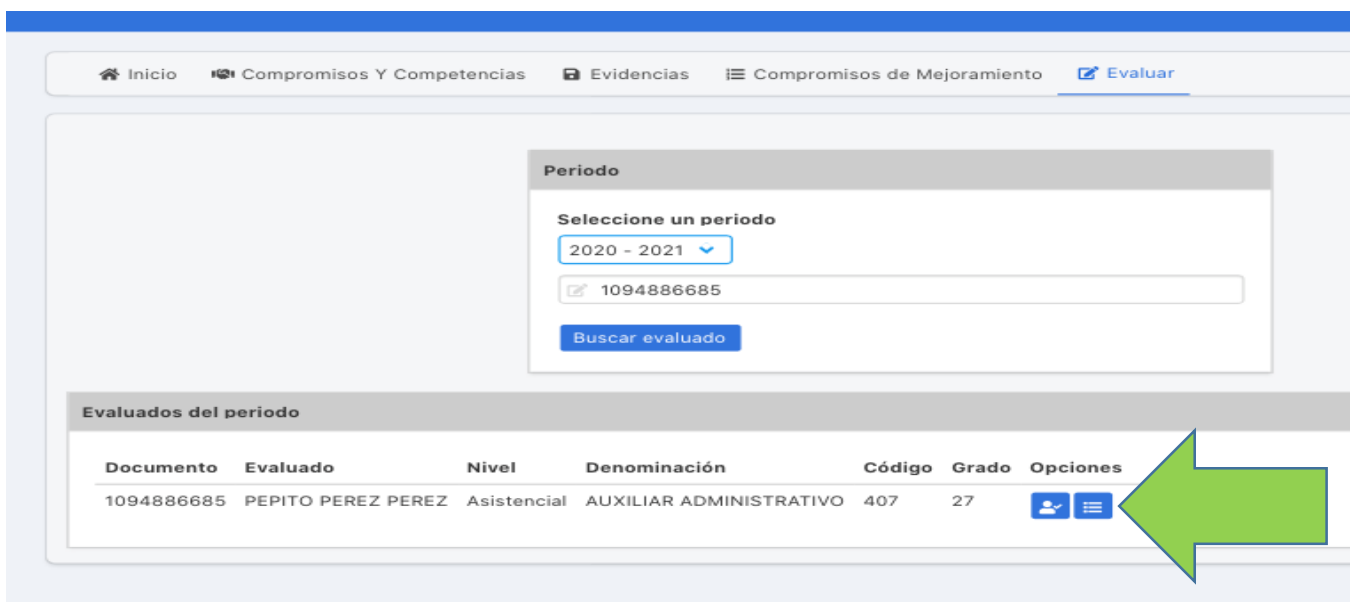 Inicio Compromisos Y Competencias Evidencias Compromisos de Mejoramiento Evaluar
Periodo
Seleccione un periodo
2020 - 2021
1094886685
Buscar evaluado
Evaluados del periodo
Documento Evaluado Nivel Denominación Código Grado Opciones
1094886685 PEPITO PEREZ PEREZ Asistencial AUXILIAR ADMINISTRATIVO 407 27